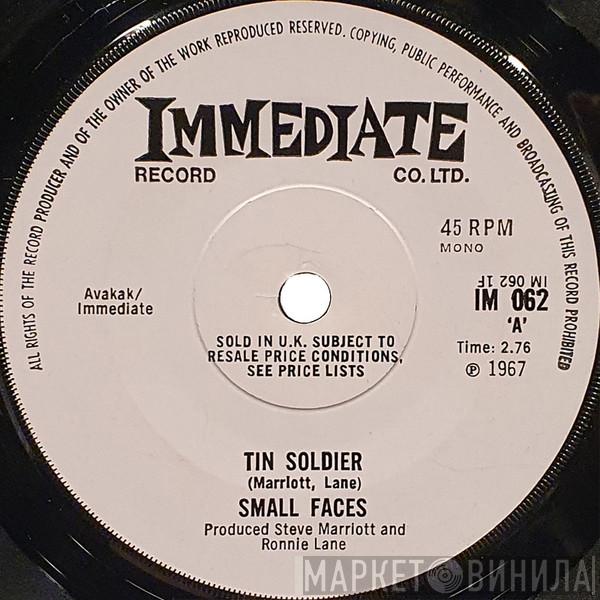 ALL RIGHTS OF THE RECORD PRODUCER AND OF THE OWNER OF THE WORK REPRODUCED RESERVED. COPYING, PUBLIC PERFORMANCE AND BROADCASTING OF THIS RECORD PROHIBITED
IMMEDIATE
RECORD CO. LTD.
45 RPM
MONO
IM 062 1F
IM 062
'A'
Time: 2.76
℗ 1967
Avakak/
Immediate
SOLD IN U.K. SUBJECT TO
RESALE PRICE CONDITIONS,
SEE PRICE LISTS
TIN SOLDIER
(Marriott, Lane)
SMALL FACES
Produced Steve Marriott and
Ronnie Lane
МАРКЕТ ВИНИЛА